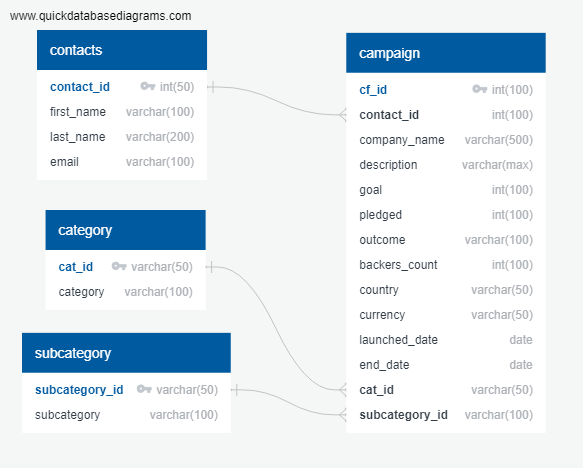 www.quickdatabasediagrams.com
contacts
contact_id int(50)
first_name varchar(100)
last_name varchar(200)
email varchar(100)
category
cat_id varchar(50)
category varchar(100)
subcategory
subcategory_id varchar(50)
subcategory varchar(100)
campaign
cf_id int(100)
contact_id int(100)
company_name varchar(500)
description varchar(max)
goal int(100)
pledged int(100)
outcome varchar(100)
backers_count int(100)
country varchar(50)
currency varchar(50)
launched_date date
end_date date
cat_id varchar(50)
subcategory_id varchar(100)